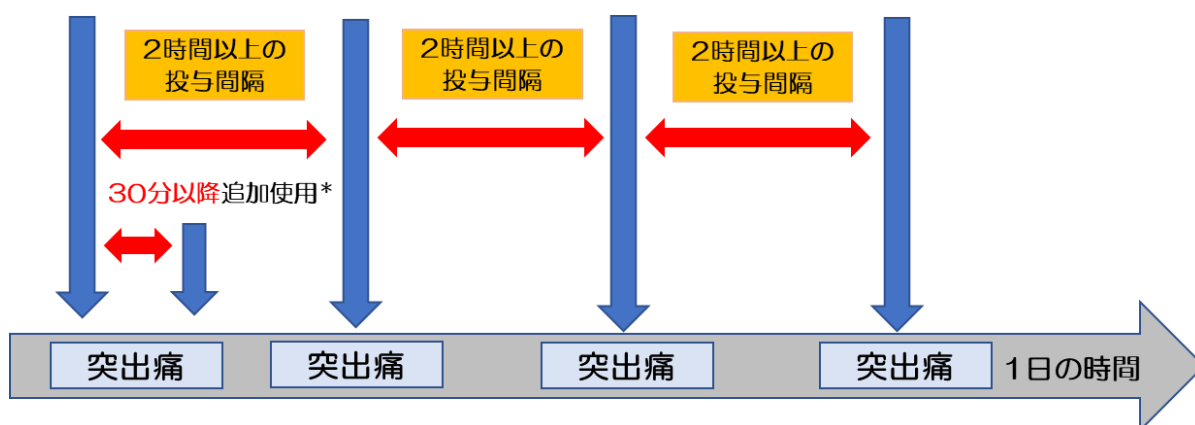 ２時間以上の
投与間隔
２時間以上の
投与間隔
２時間以上の
投与間隔
３０分以降追加使用*
突出痛
突出痛
突出痛
突出痛
１日の時間